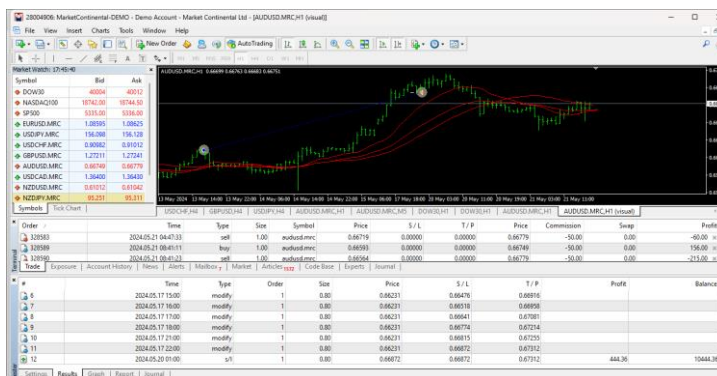 28004906: MarketContinental-DEMO - Demo Account - Market Continental Ltd - [AUDUSD.MRC,H1 (visual)]
File View Insert Charts Tools Window Help
New Order AutoTrading
Market Watch: 17:45:40
Symbol Bid Ask
DOW30 40004 40012
NASDAQ100 18742.00 18744.50
SP500 5335.00 5336.00
EURUSD.MRC 1.08595 1.08625
USDJPY.MRC 156.098 156.128
USDCHF.MRC 0.90982 0.91012
GBPUSD.MRC 1.27211 1.27241
AUDUSD.MRC 0.66749 0.66779
USDCAD.MRC 1.36400 1.36430
NZDUSD.MRC 0.61012 0.61042
NZDJPY.MRC 95.251 95.311
Symbols Tick Chart
AUDUSD.MRC,H1 0.66699 0.66763 0.66683 0.66751
13 May 2024 13 May 14:00 13 May 22:00 14 May 06:00 14 May 14:00 14 May 22:00 15 May 06:00 17 May 18:00 20 May 03:00 20 May 11:00 20 May 19:00 21 May 03:00 21 May 11:00
USDCHF,H4 GBPUSD,H4 USDJPY,H4 AUDUSD.MRC,H1 AUDUSD.MRC,M5 DOW30,H1 DOW30,H1 AUDUSD.MRC,H1 AUDUSD.MRC,H1 (visual)
Order Time Type Size Symbol Price S / L T / P Price Commission Swap Profit
328583 2024.05.21 04:47:33 sell 1.00 audusd.mrc 0.66719 0.00000 0.00000 0.66779 -50.00 0.00 -60.00
328589 2024.05.21 08:41:11 buy 1.00 audusd.mrc 0.66593 0.00000 0.00000 0.66749 -50.00 0.00 156.00
328590 2024.05.21 08:41:23 sell 1.00 audusd.mrc 0.66564 0.00000 0.00000 0.66779 -50.00 0.00 -215.00
Trade Exposure Account History News Alerts Mailbox 7 Market Articles Code Base Experts Journal
# Time Type Order Size Price S / L T / P Profit Balance
6 2024.05.17 15:00 modify 1 0.80 0.66231 0.66476 0.66916
7 2024.05.17 16:00 modify 1 0.80 0.66231 0.66518 0.66958
8 2024.05.17 17:00 modify 1 0.80 0.66231 0.66641 0.67081
9 2024.05.17 18:00 modify 1 0.80 0.66231 0.66774 0.67214
10 2024.05.17 21:00 modify 1 0.80 0.66231 0.66815 0.67255
11 2024.05.17 22:00 modify 1 0.80 0.66231 0.66872 0.67312
12 2024.05.20 01:00 s/l 1 0.80 0.66872 0.66872 0.67312 444.36 10444.36
Settings Results Graph Report Journal